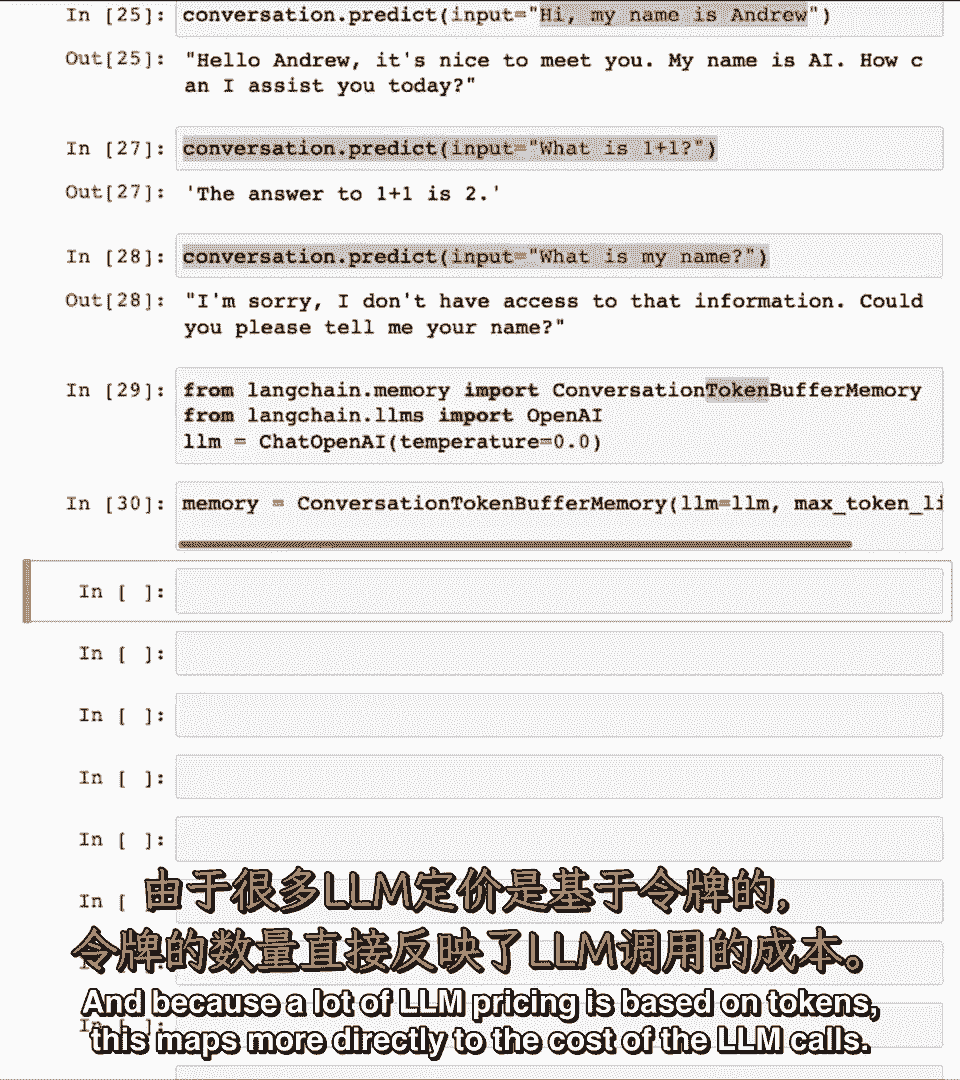 In [25]: conversation.predict(input="Hi, my name is Andrew")
Out[25]: "Hello Andrew, it's nice to meet you. My name is AI. How c
an I assist you today?"
In [27]: conversation.predict(input="What is 1+1?")
Out[27]: 'The answer to 1+1 is 2.'
In [28]: conversation.predict(input="What is my name?")
Out[28]: "I'm sorry, I don't have access to that information. Could
you please tell me your name?"
In [29]: from langchain.memory import ConversationTokenBufferMemory
from langchain.llms import OpenAI
llm = ChatOpenAI(temperature=0.0)
In [30]: memory = ConversationTokenBufferMemory(llm=llm, max_token_li
In [ ]:
In [ ]:
In [ ]:
In [ ]:
In [ ]:
In [
由于很多LLM定价是基于令牌的,
令牌的数量直接反映了LLM调用的成本。
And because a lot of LLM pricing is based on tokens,
this maps more directly to the cost of the LLM calls.